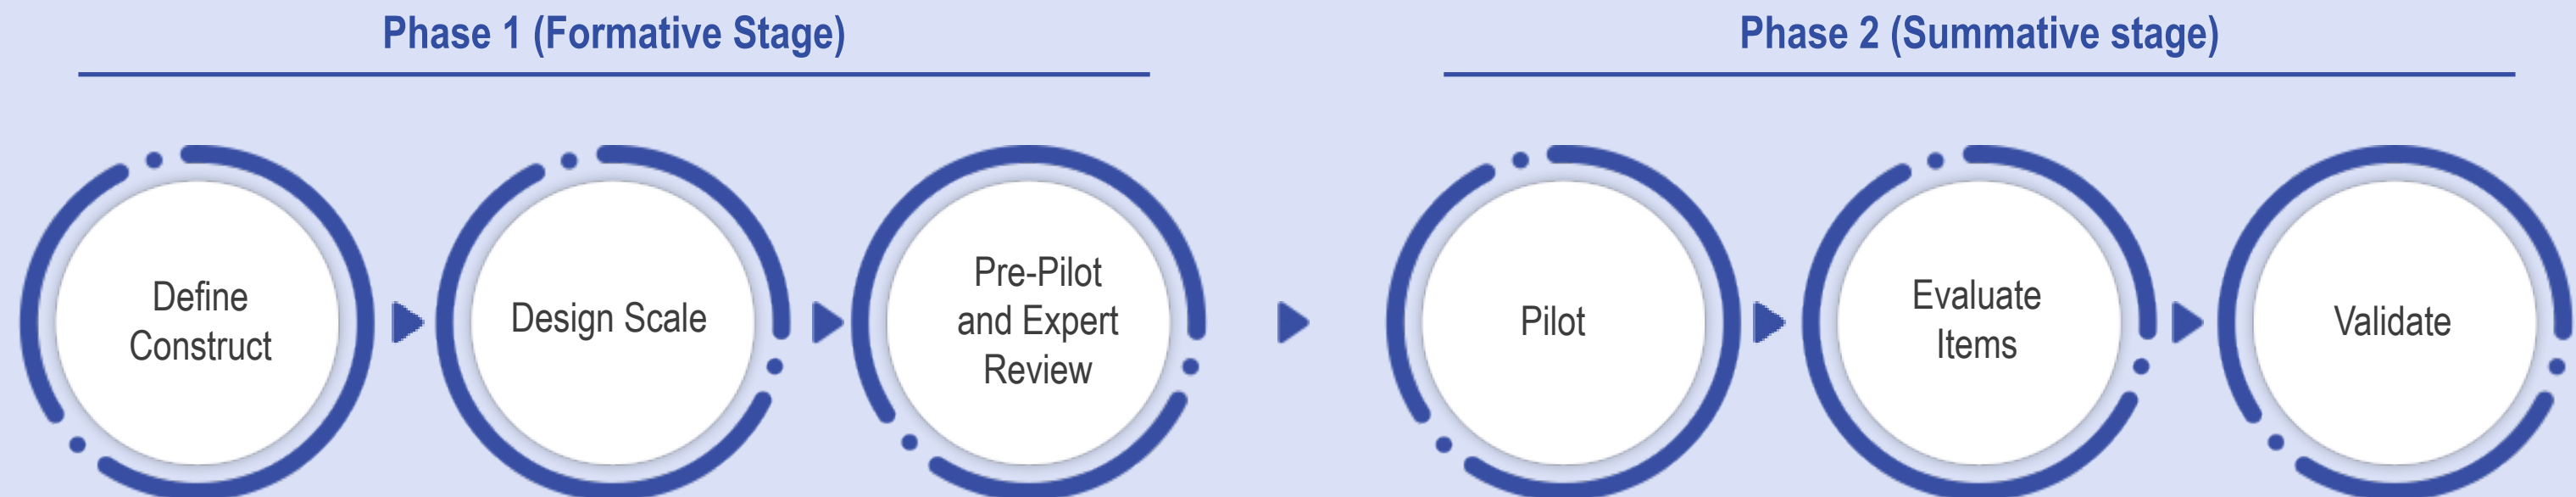 Phase 1 (Formative Stage)
Phase 2 (Summative stage)
Define
Construct
Design Scale
Pre-Pilot
and Expert
Review
Pilot
Evaluate
Items
Validate